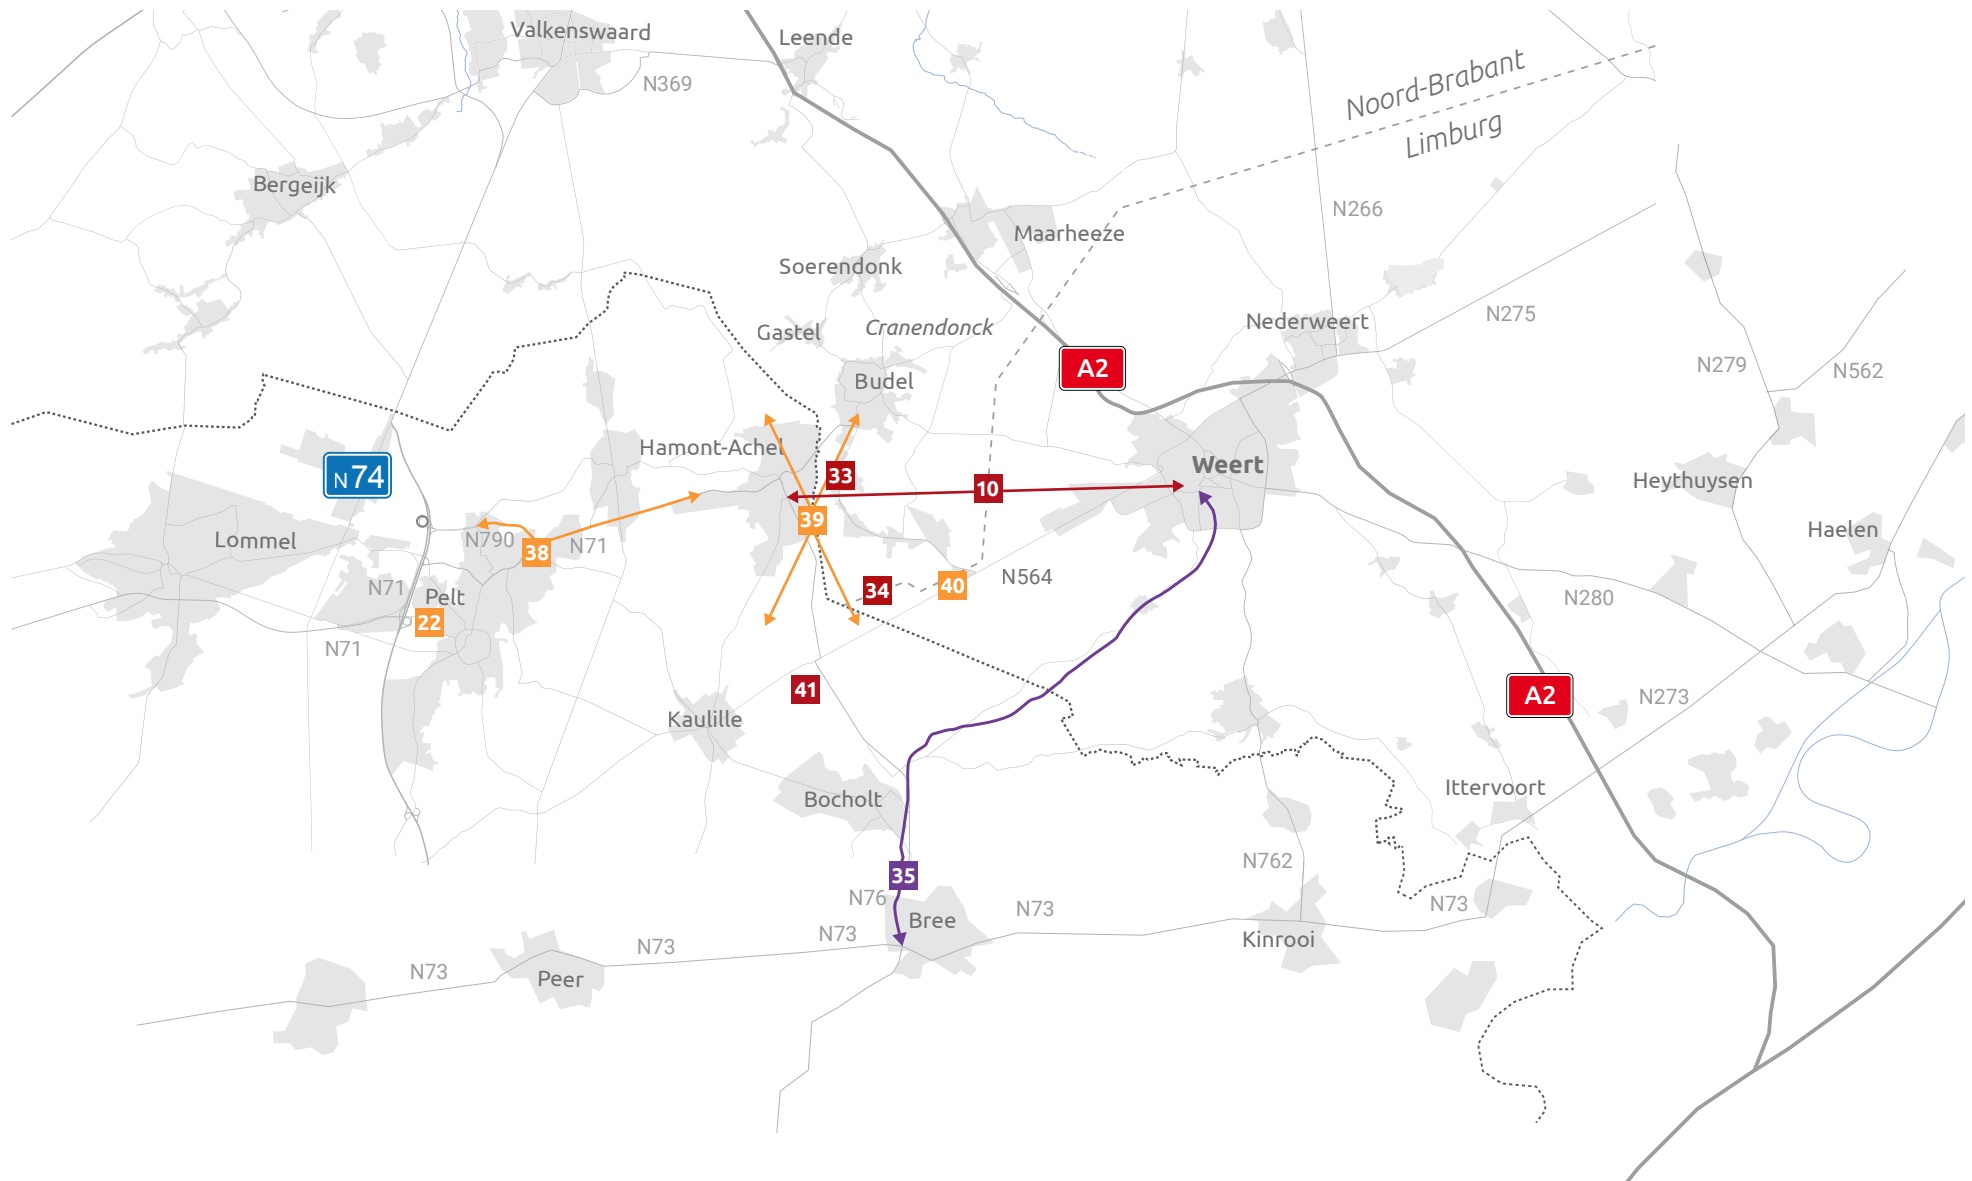 Valkenswaard
Leende
N369
Noord-Brabant
Limburg
Bergeijk
N266
Maarheeze
Soerendonk
Gastel
Cranendonck
Nederweert
N275
N279
N562
A2
Budel
Hamont-Achel
Weert
N74
33
10
Heythuysen
39
Haelen
Lommel
N790
38
N71
N71
Pelt
34
40
N564
N280
22
N71
41
A2
N273
Kaulille
Bocholt
Ittervoort
35
N762
N76
Bree
N73
N73
N73
N73
Kinrooi
N73
Peer